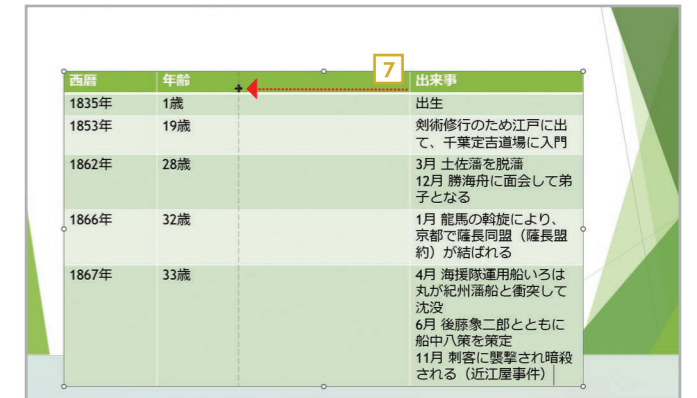 7
西暦 年齢 出来事
1835年 1歳 出生
1853年 19歳 剣術修行のため江戸に出
て、千葉定吉道場に入門
1862年 28歳 3月 土佐藩を脱藩
12月 勝海舟に面会して弟
子となる
1866年 32歳 1月 龍馬の斡旋により、
京都で薩長同盟（薩長盟
約）が結ばれる
1867年 33歳 4月 海援隊運用船いろは
丸が紀州藩船と衝突して
沈没
6月 後藤象二郎とともに
船中八策を策定
11月 刺客に襲撃され暗殺
される（近江屋事件）